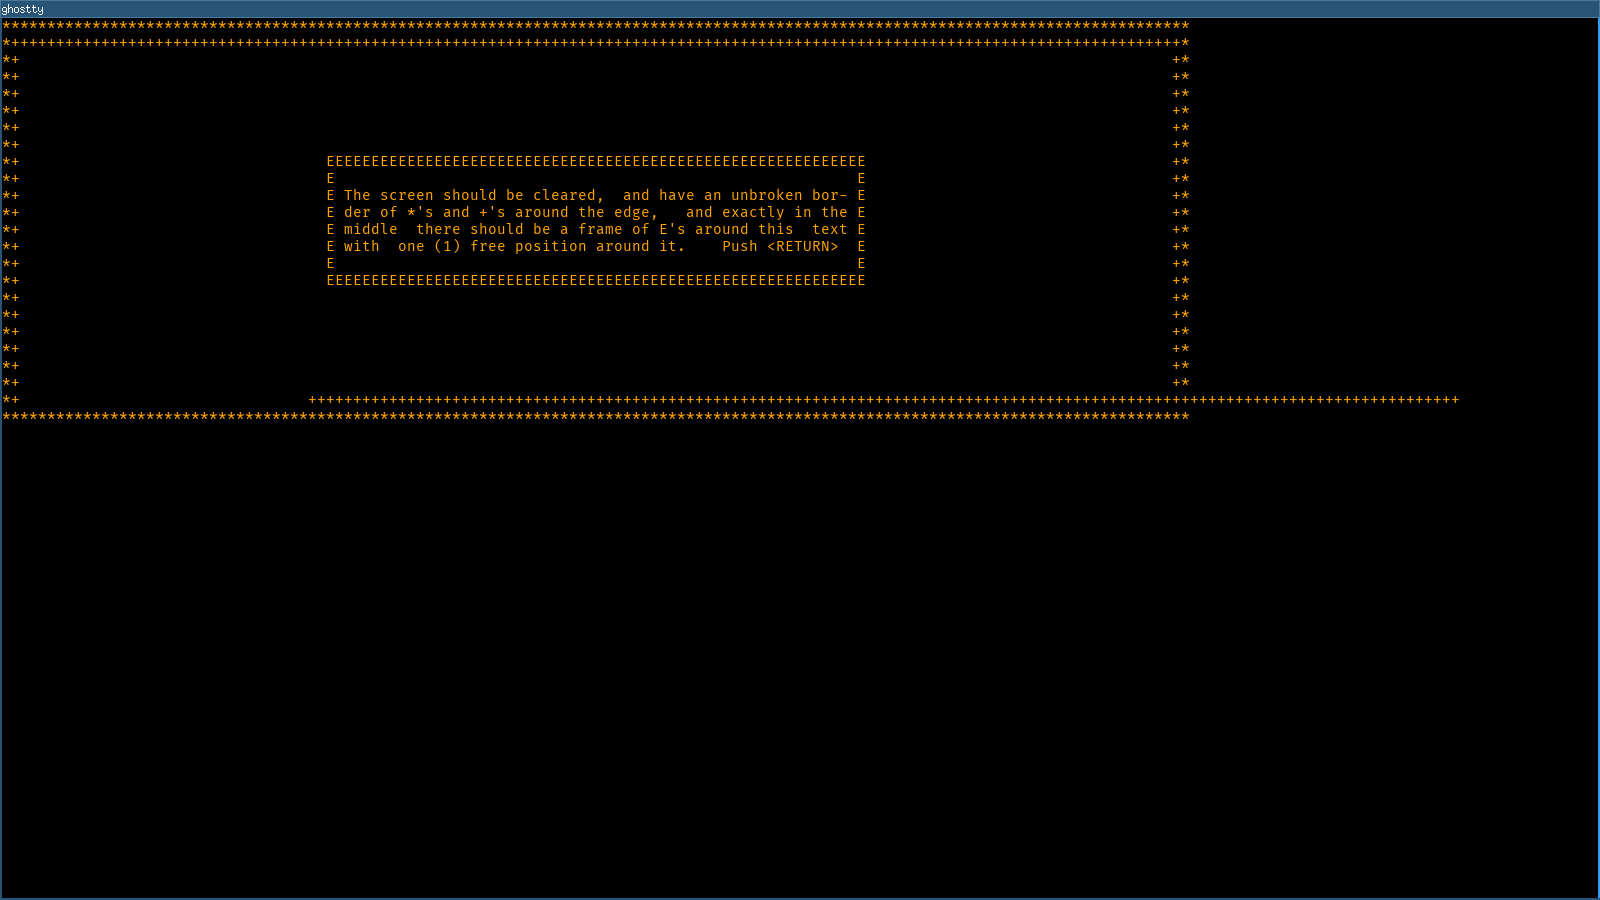 ************************************************************************************************************************************
*++++++++++++++++++++++++++++++++++++++++++++++++++++++++++++++++++++++++++++++++++++++++++++++++++++++++++++++++++++++++++++++++++*
*+                                                                                                                                +*
*+                                                                                                                                +*
*+                                                                                                                                +*
*+                                                                                                                                +*
*+                                                                                                                                +*
*+                                                                                                                                +*
*+                                  EEEEEEEEEEEEEEEEEEEEEEEEEEEEEEEEEEEEEEEEEEEEEEEEEEEEEEEEEEEE                                  +*
*+                                  E                                                          E                                  +*
*+                                  E The screen should be cleared,  and have an unbroken bor- E                                  +*
*+                                  E der of *'s and +'s around the edge,   and exactly in the E                                  +*
*+                                  E middle  there should be a frame of E's around this  text E                                  +*
*+                                  E with  one (1) free position around it.    Push <RETURN>  E                                  +*
*+                                  E                                                          E                                  +*
*+                                  EEEEEEEEEEEEEEEEEEEEEEEEEEEEEEEEEEEEEEEEEEEEEEEEEEEEEEEEEEEE                                  +*
*+                                                                                                                                +*
*+                                                                                                                                +*
*+                                                                                                                                +*
*+                                                                                                                                +*
*+                                                                                                                                +*
*+                                                                                                                                +*
*+                                ++++++++++++++++++++++++++++++++++++++++++++++++++++++++++++++++++++++++++++++++++++++++++++++++++++++++++++++++++++++++++++++++
************************************************************************************************************************************
ghostty